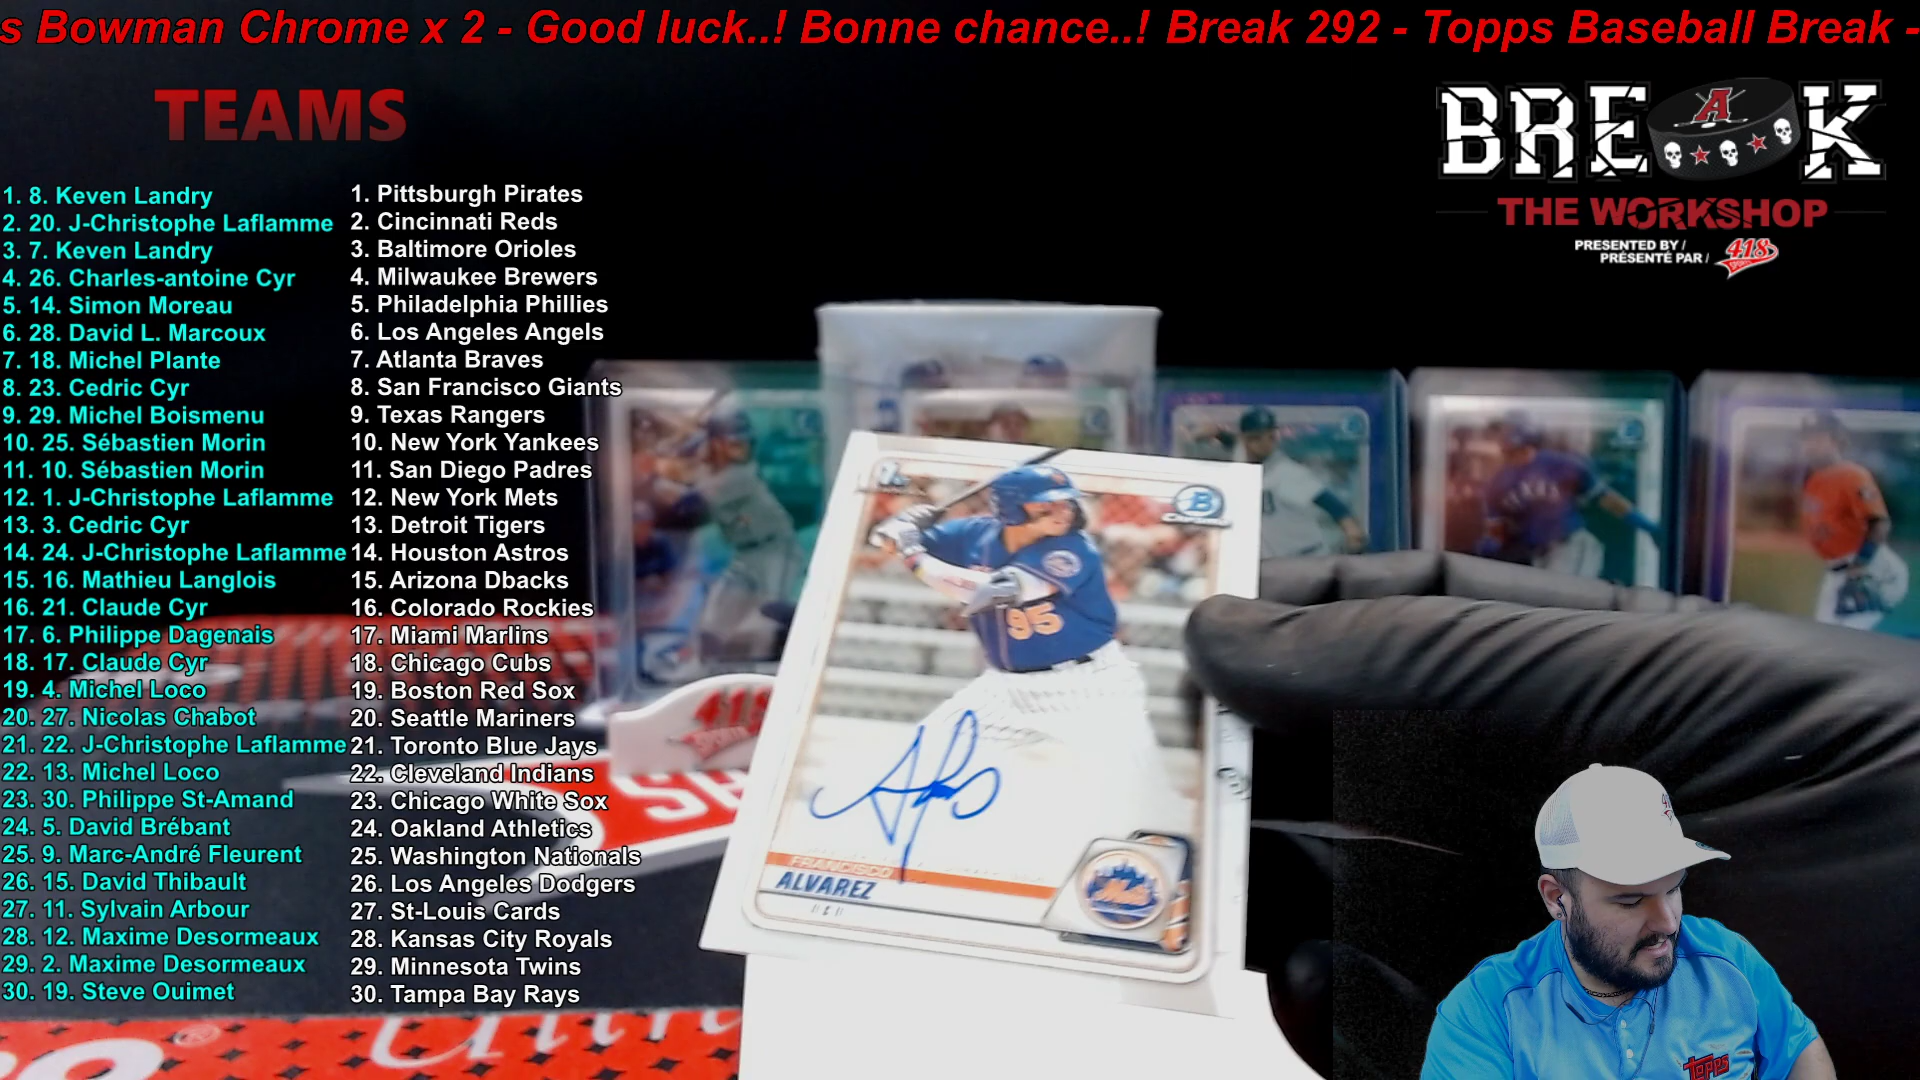 s Bowman Chrome x 2 - Good luck..! Bonne chance..! Break 292 - Topps Baseball Break -
TEAMS
BREAK
A
THE WORKSHOP
PRESENTED BY /
PRÉSENTÉ PAR /
418
SPORTS
1. 8. Keven Landry
2. 20. J-Christophe Laflamme
3. 7. Keven Landry
4. 26. Charles-antoine Cyr
5. 14. Simon Moreau
6. 28. David L. Marcoux
7. 18. Michel Plante
8. 23. Cedric Cyr
9. 29. Michel Boismenu
10. 25. Sébastien Morin
11. 10. Sébastien Morin
12. 1. J-Christophe Laflamme
13. 3. Cedric Cyr
14. 24. J-Christophe Laflamme
15. 16. Mathieu Langlois
16. 21. Claude Cyr
17. 6. Philippe Dagenais
18. 17. Claude Cyr
19. 4. Michel Loco
20. 27. Nicolas Chabot
21. 22. J-Christophe Laflamme
22. 13. Michel Loco
23. 30. Philippe St-Amand
24. 5. David Brébant
25. 9. Marc-André Fleurent
26. 15. David Thibault
27. 11. Sylvain Arbour
28. 12. Maxime Desormeaux
29. 2. Maxime Desormeaux
30. 19. Steve Ouimet
1. Pittsburgh Pirates
2. Cincinnati Reds
3. Baltimore Orioles
4. Milwaukee Brewers
5. Philadelphia Phillies
6. Los Angeles Angels
7. Atlanta Braves
8. San Francisco Giants
9. Texas Rangers
10. New York Yankees
11. San Diego Padres
12. New York Mets
13. Detroit Tigers
14. Houston Astros
15. Arizona Dbacks
16. Colorado Rockies
17. Miami Marlins
18. Chicago Cubs
19. Boston Red Sox
20. Seattle Mariners
21. Toronto Blue Jays
22. Cleveland Indians
23. Chicago White Sox
24. Oakland Athletics
25. Washington Nationals
26. Los Angeles Dodgers
27. St-Louis Cards
28. Kansas City Royals
29. Minnesota Twins
30. Tampa Bay Rays
B
CHROME
95
FRANCISCO
ALVAREZ
Mets
418
TEXAS
topps